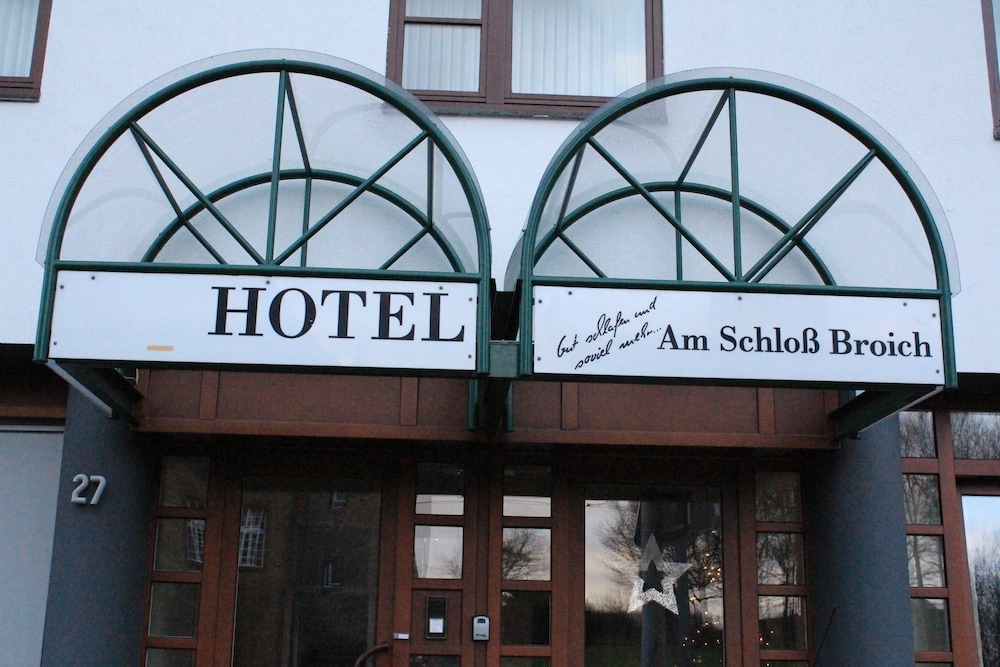 HOTEL
gut schlafen und
soviel mehr...
Am Schloß Broich
27